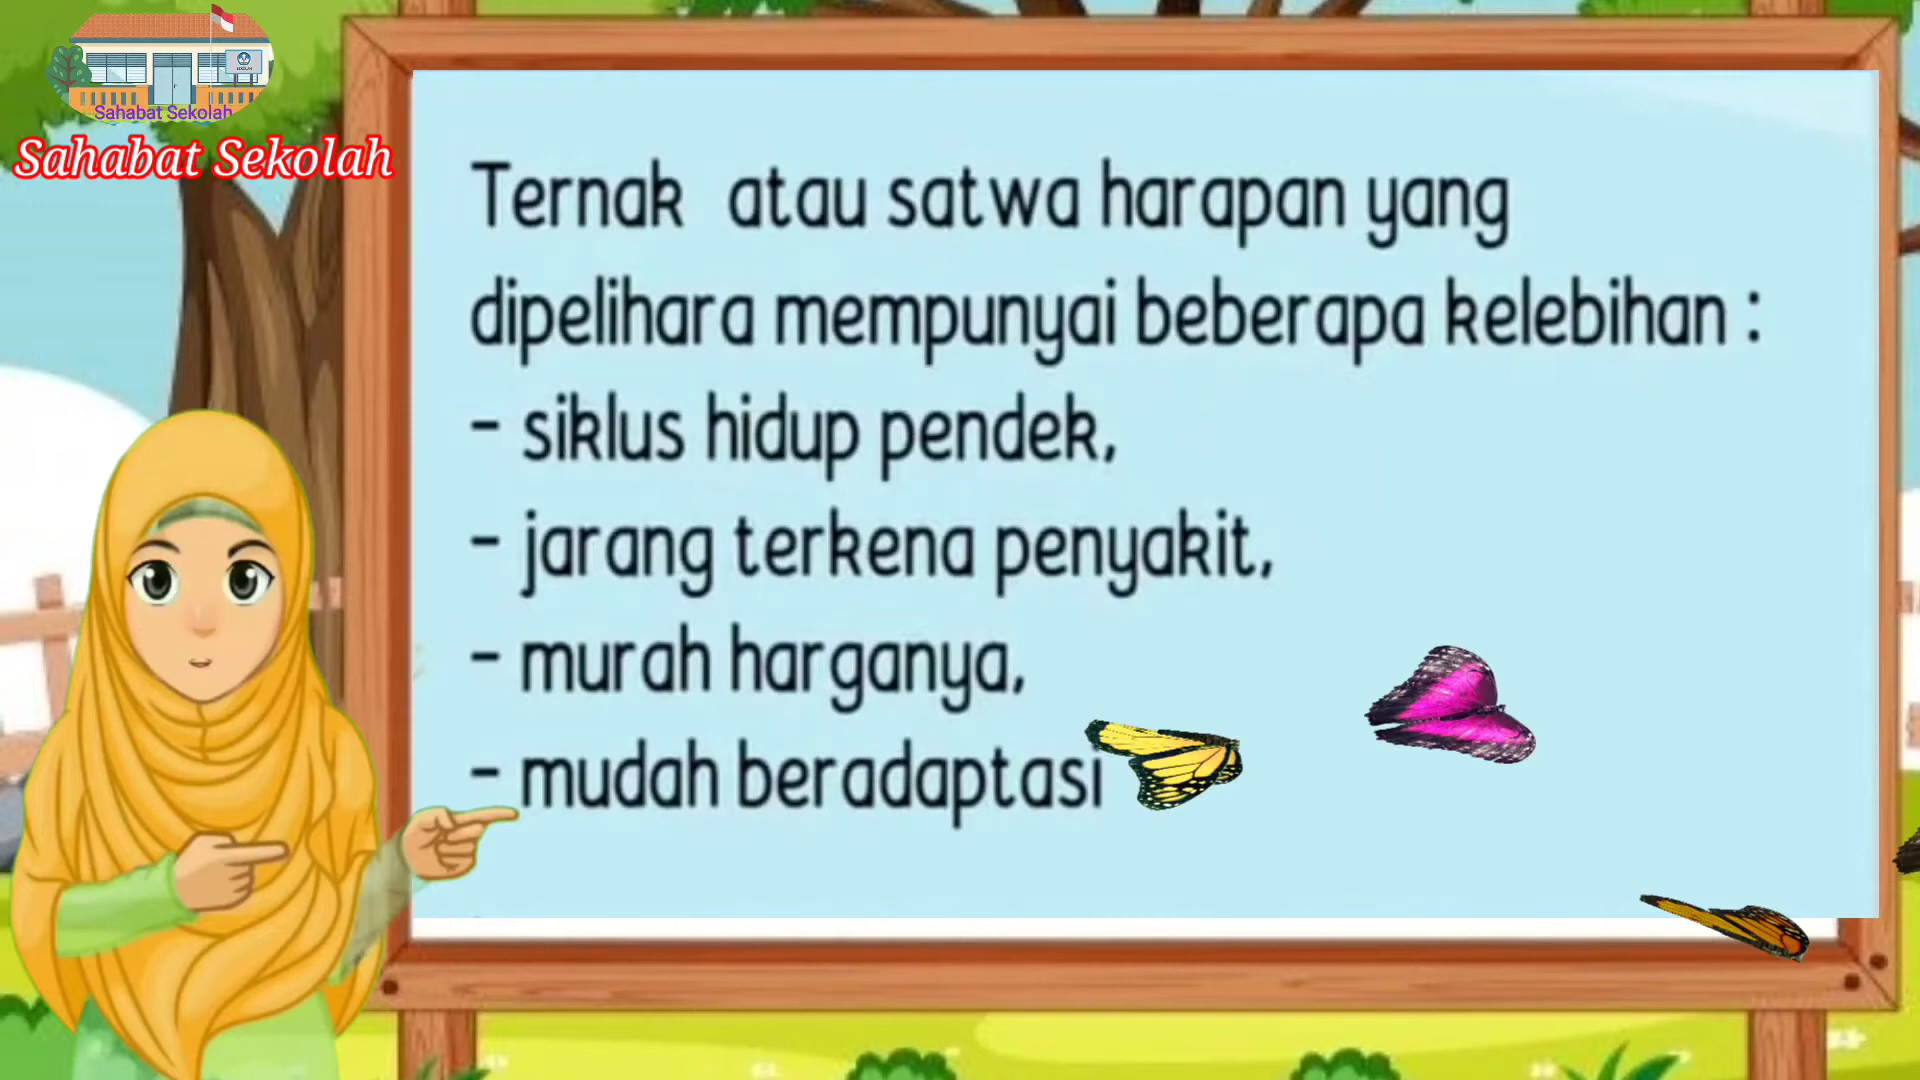 Sahabat Sekolah
Sahabat Sekolah
Ternak atau satwa harapan yang
dipelihara mempunyai beberapa kelebihan :
- siklus hidup pendek,
- jarang terkena penyakit,
- murah harganya,
- mudah beradaptasi